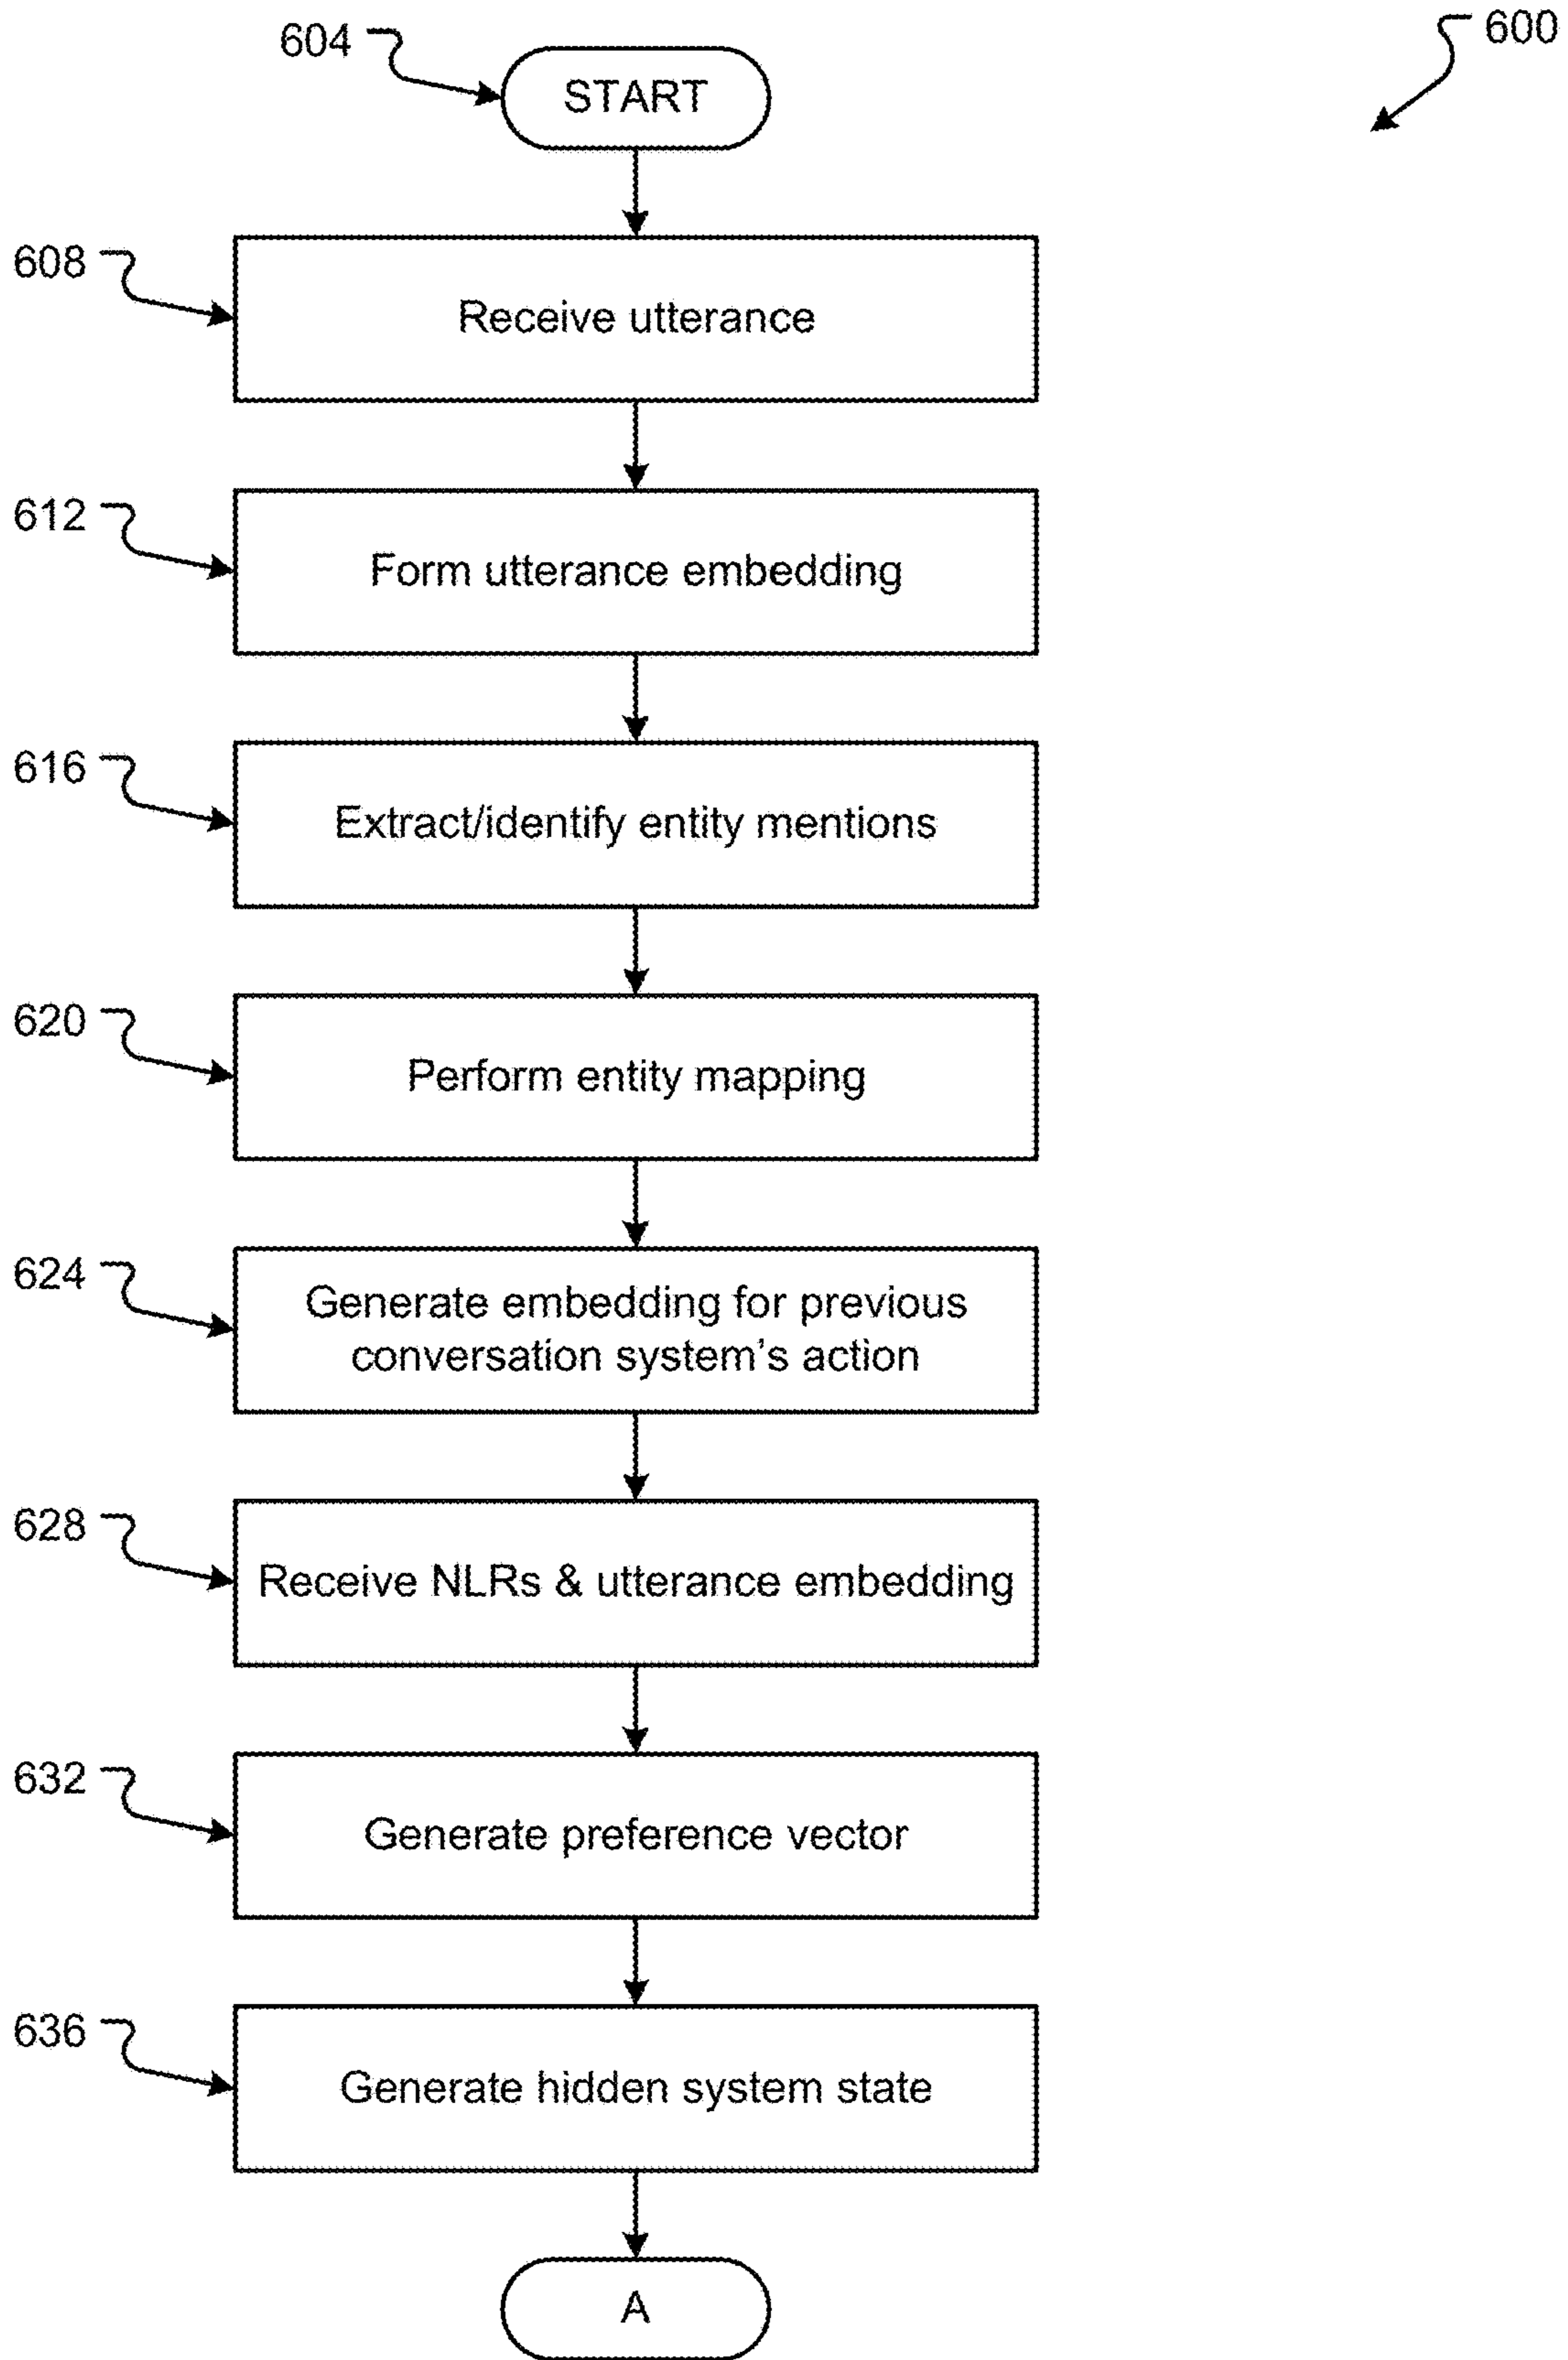 600
604
START
608
Receive utterance
612
Form utterance embedding
616
Extract/identify entity mentions
620
Perform entity mapping
624
Generate embedding for previous
conversation system's action
628
Receive NLRs & utterance embedding
632
Generate preference vector
636
Generate hidden system state
A